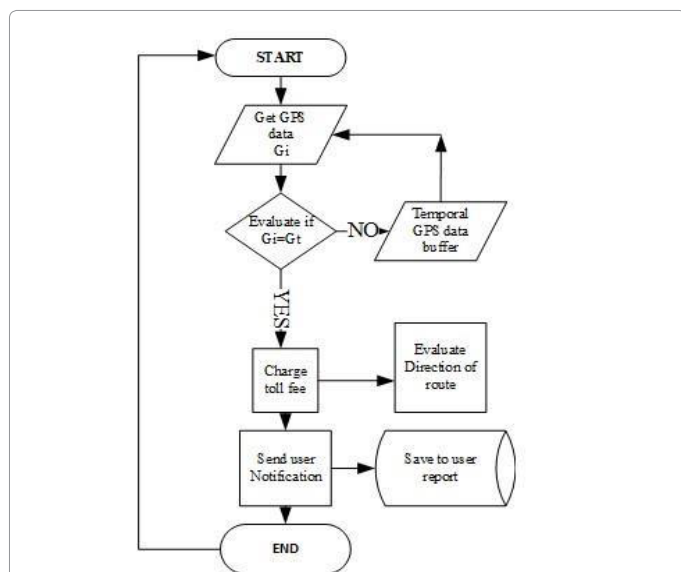 START
Get GPS
data
Gi
Evaluate if
Gi=Gt
NO
Temporal
GPS data
buffer
YES
Charge
toll fee
Evaluate
Direction of
route
Send user
Notification
Save to user
report
END